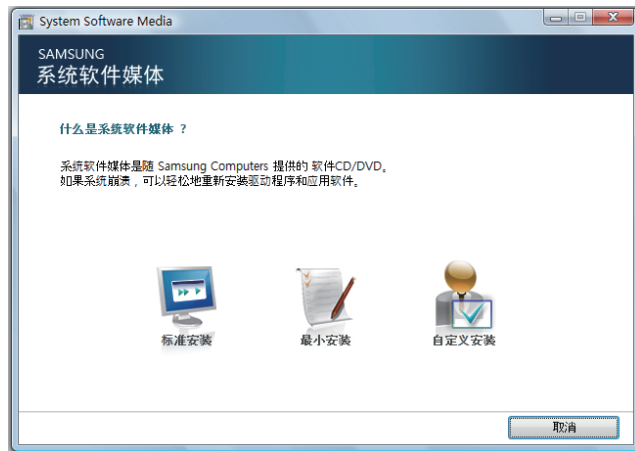 System Software Media
SAMSUNG
系统软件媒体
什么是系统软件媒体 ？
系统软件媒体是随 Samsung Computers 提供的 软件CD/DVD。
如果系统崩溃，可以轻松地重新安装驱动程序和应用软件。
标准安装 最小安装 自定义安装
取消